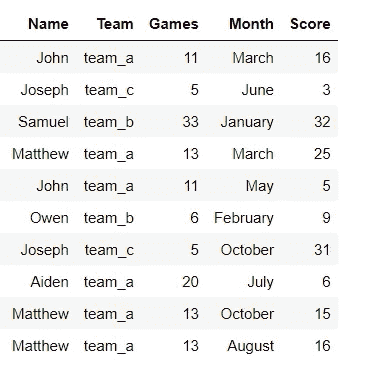 Name Team Games Month Score
John team_a 11 March 16
Joseph team_c 5 June 3
Samuel team_b 33 January 32
Matthew team_a 13 March 25
John team_a 11 May 5
Owen team_b 6 February 9
Joseph team_c 5 October 31
Aiden team_a 20 July 6
Matthew team_a 13 October 15
Matthew team_a 13 August 16